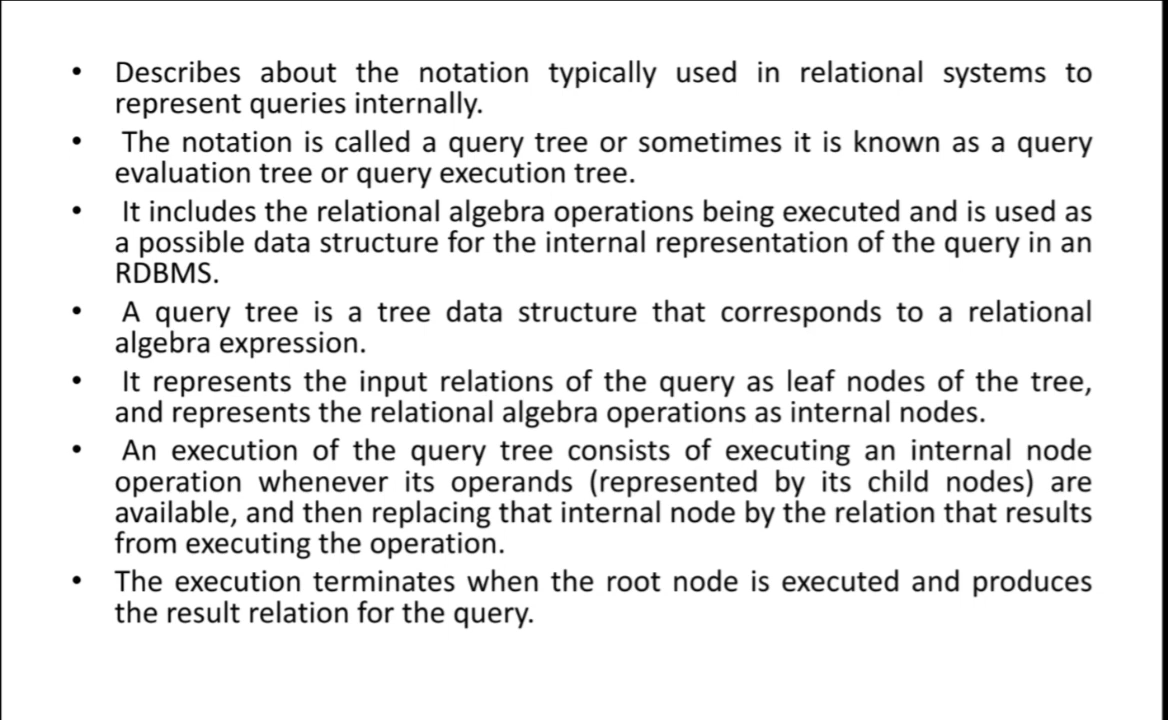 • Describes about the notation typically used in relational systems to
represent queries internally.
• The notation is called a query tree or sometimes it is known as a query
evaluation tree or query execution tree.
• It includes the relational algebra operations being executed and is used as
a possible data structure for the internal representation of the query in an
RDBMS.
• A query tree is a tree data structure that corresponds to a relational
algebra expression.
• It represents the input relations of the query as leaf nodes of the tree,
and represents the relational algebra operations as internal nodes.
• An execution of the query tree consists of executing an internal node
operation whenever its operands (represented by its child nodes) are
available, and then replacing that internal node by the relation that results
from executing the operation.
• The execution terminates when the root node is executed and produces
the result relation for the query.